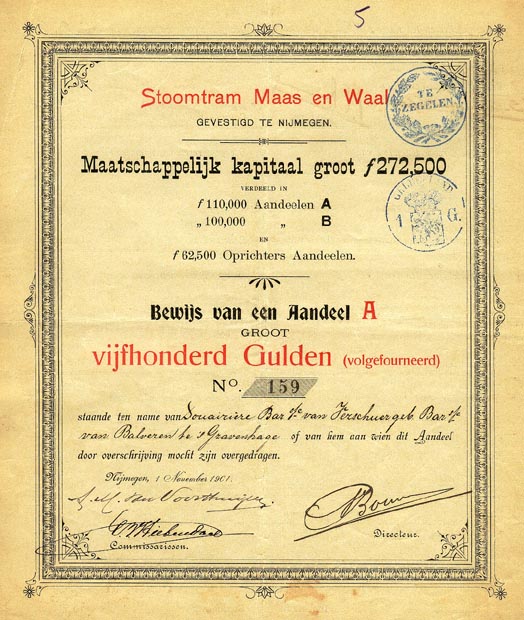 5
Stoomtram Maas en Waal
GEVESTIGD TE NIJMEGEN.
TE
ZEGELEN
Maatschappelijk kapitaal groot ƒ272,500
VERDEELD IN
ƒ 110,000 Aandeelen A
„ 100,000 „ B
EN
ƒ 62,500 Oprichters Aandeelen.
1 G.
Bewijs van een Aandeel A
GROOT
vijfhonderd Gulden (volgefourneerd)
No. 159
staande ten name van Douairière Bar sse van Verschuer geb. Bar sse
van Balveren te s Gravenhage of van hem aan wien dit Aandeel
door overschrijving mocht zijn overgedragen.
Nijmegen, 1 November 1901.
Commissarissen.
Directeur.